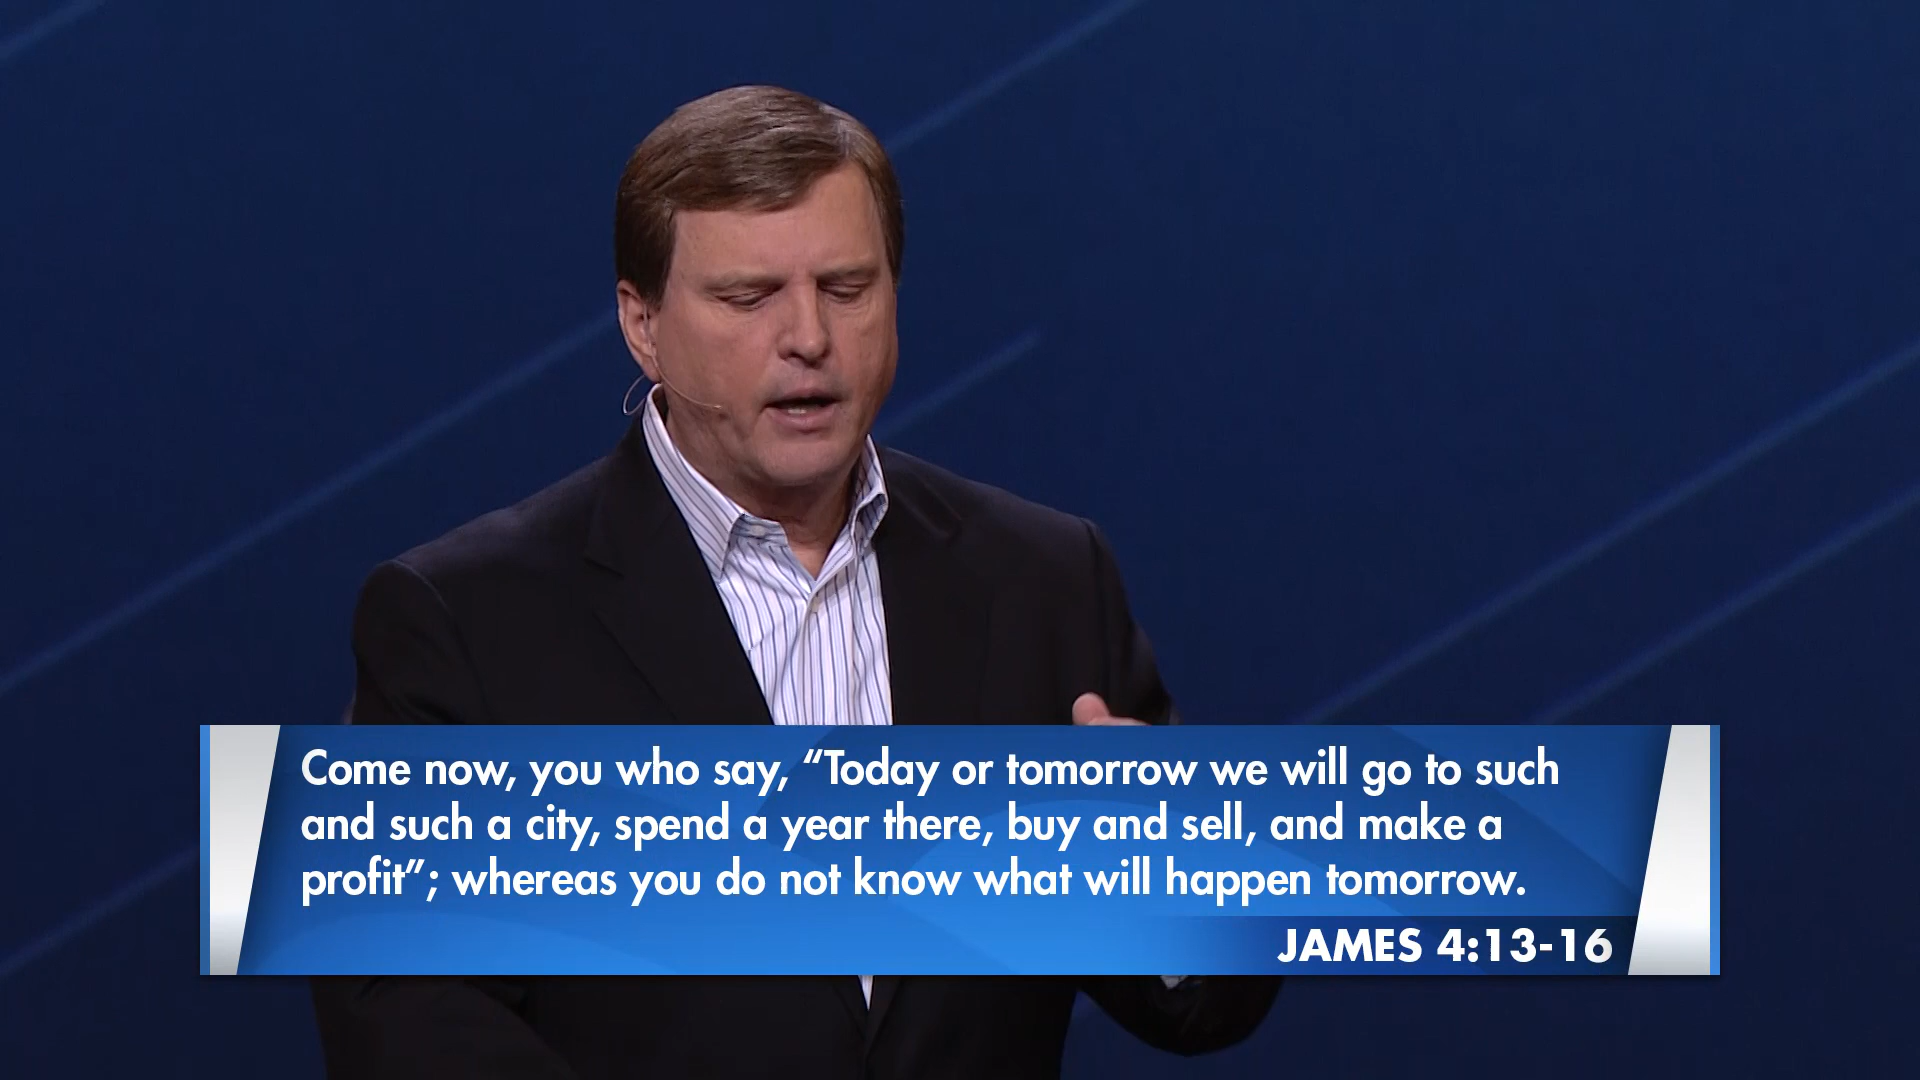 Come now, you who say, “Today or tomorrow we will go to such
and such a city, spend a year there, buy and sell, and make a
profit”; whereas you do not know what will happen tomorrow.
JAMES 4:13-16